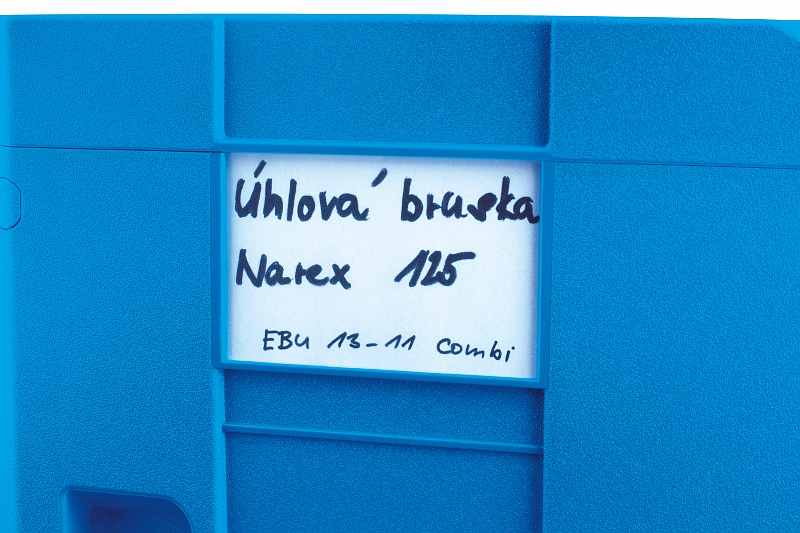 Úhlová bruska
Narex 125
EBU 13-11 Combi